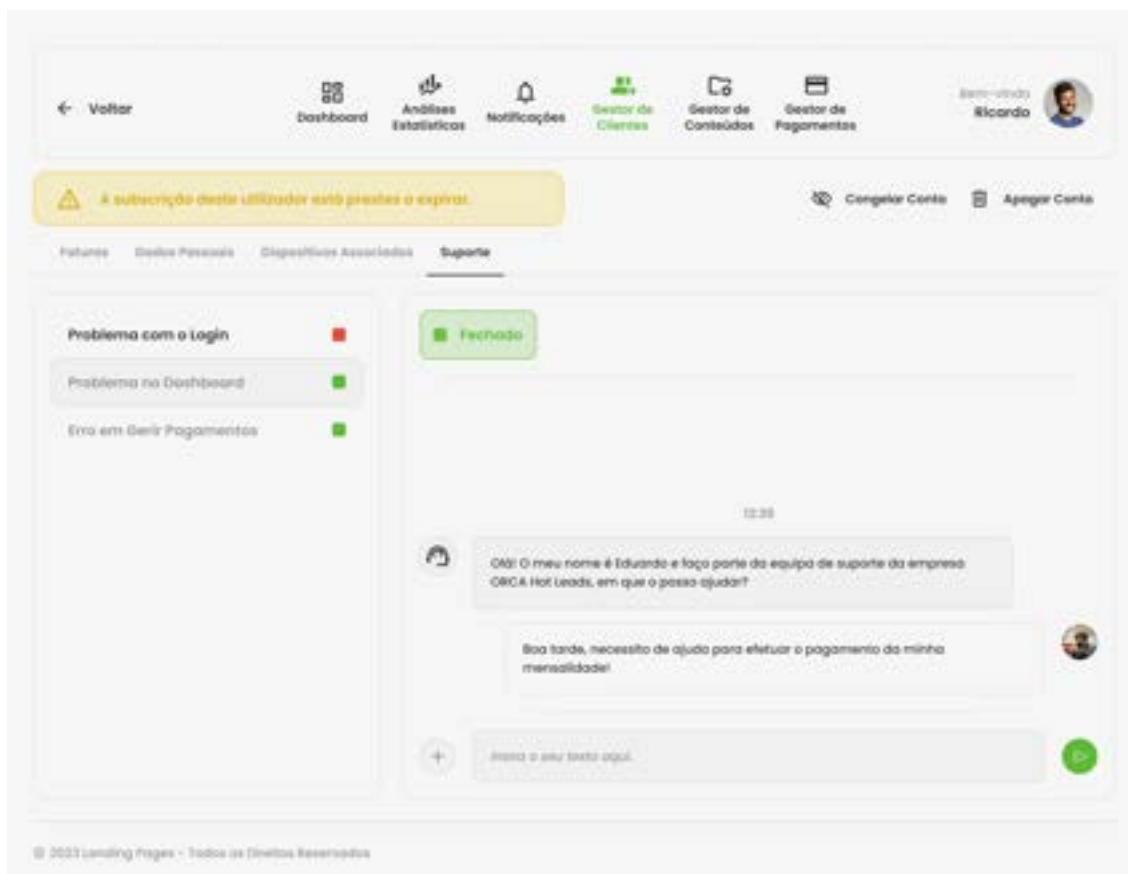 Voltar
Dashboard
Análises
Estatísticas
Notificações
Gestor de
Clientes
Gestor de
Conteúdos
Gestor de
Pagamentos
Bem-vindo
Ricardo
A subscrição deste utilizador está prestes a expirar.
Congelar Conta
Apagar Conta
Faturas
Dados Pessoais
Dispositivos Associados
Suporte
Problema com o Login
Problema no Dashboard
Erro em Gerir Pagamentos
Fechado
Olá! O meu nome é Eduardo e faço parte da equipa de suporte da empresa
ORCA Hot Leads, em que o posso ajudar?
Boa tarde, necessito de ajuda para efetuar o pagamento da minha
mensalidade!
Insira o seu texto aqui.
© 2023 Landing Pages - Todos os Direitos Reservados